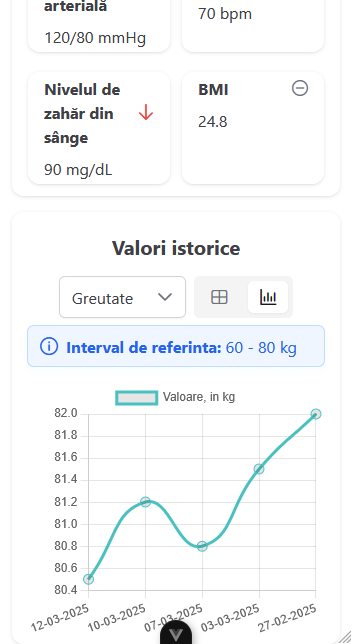 arterială
120/80 mmHg
70 bpm
Nivelul de
zahăr din
sânge
90 mg/dL
BMI
24.8
Valori istorice
Greutate
Interval de referinta: 60 - 80 kg
Valoare, in kg
82.0
81.8
81.6
81.4
81.2
81.0
80.8
80.6
80.4
12-03-2025
10-03-2025
07-03-2025
03-03-2025
27-02-2025